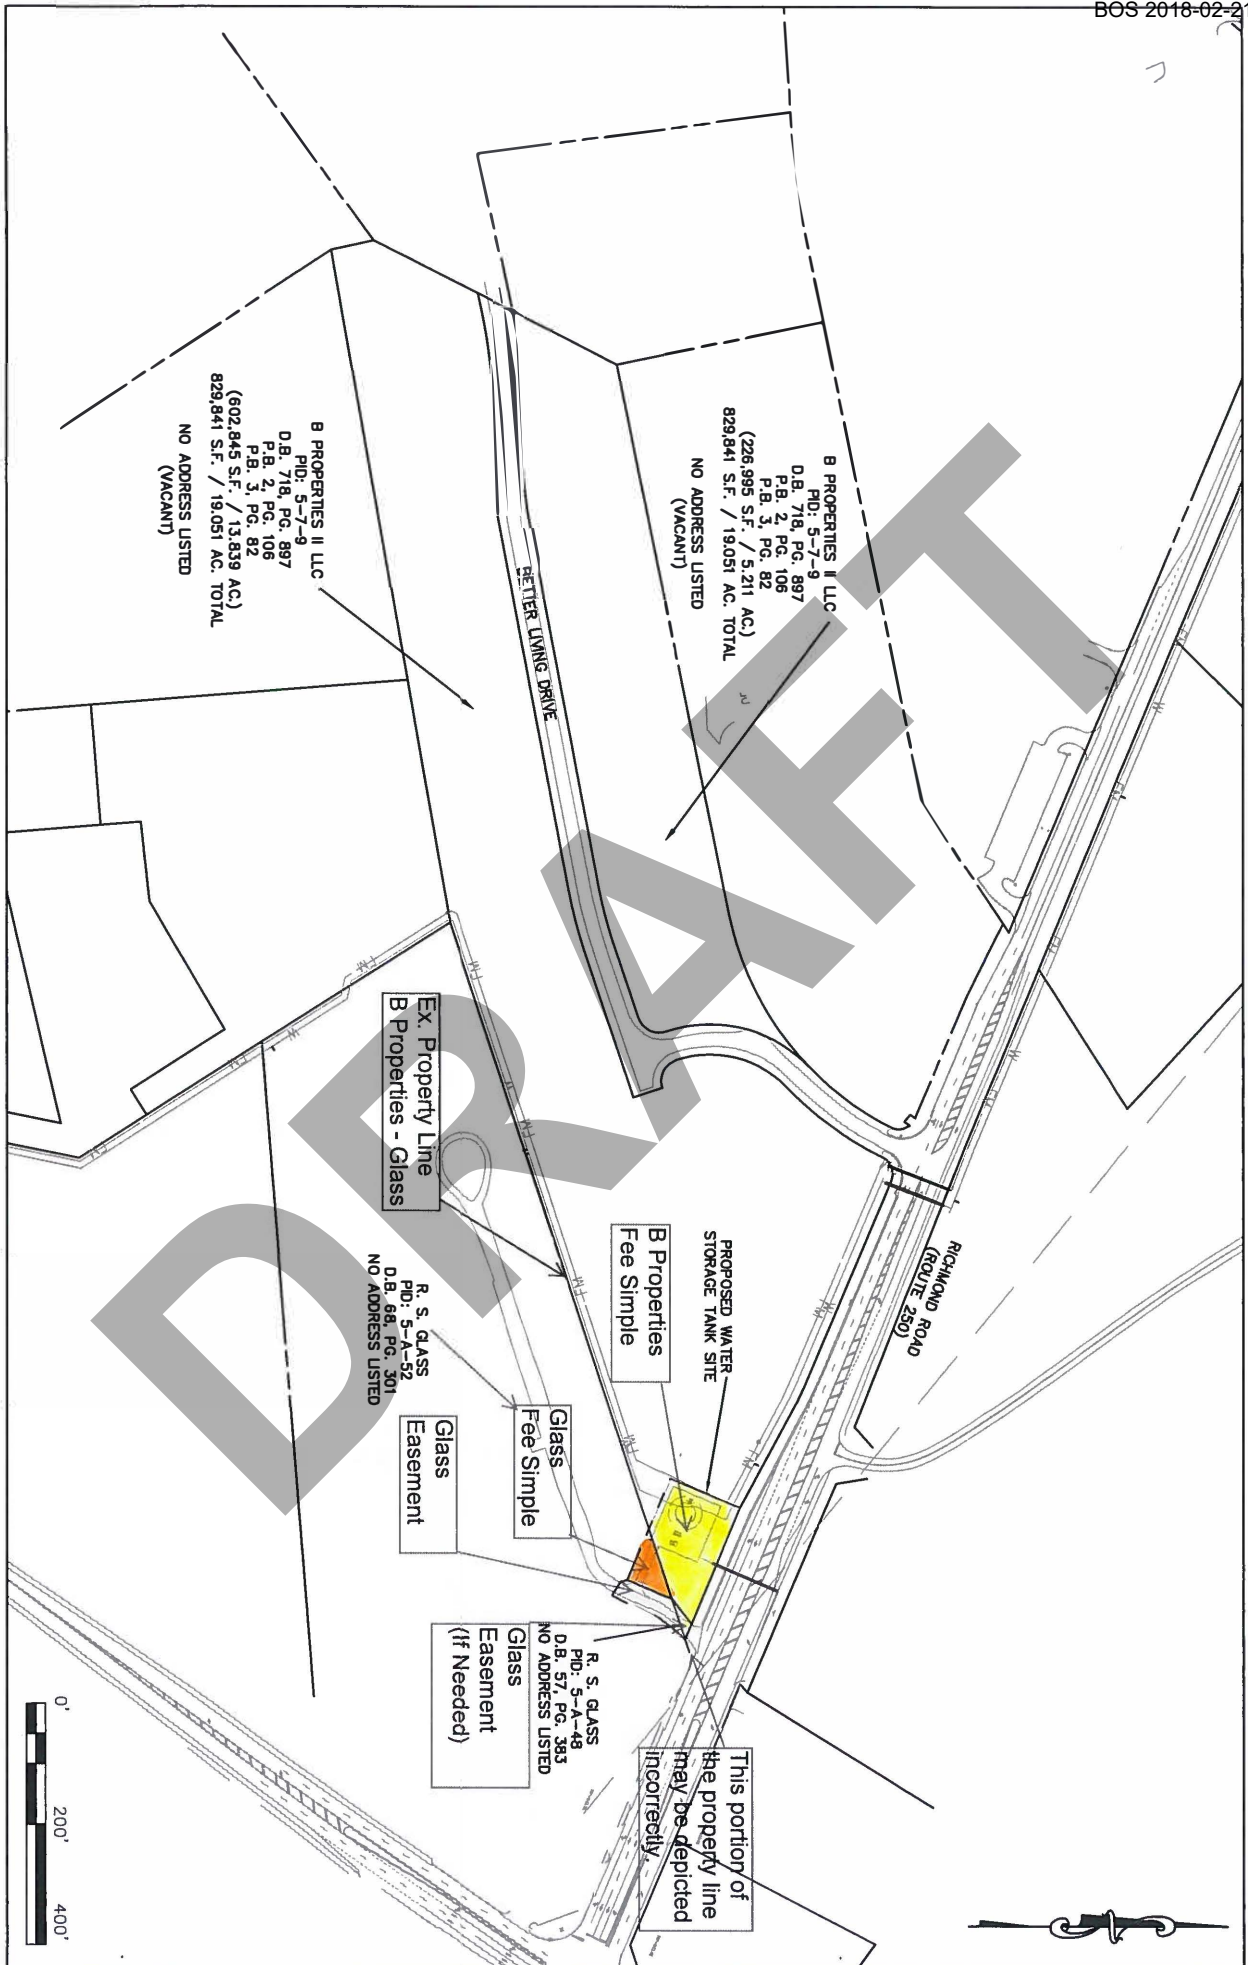 BOS 2018-02-21
RICHMOND ROAD
(ROUTE 250)
B PROPERTIES II LLC
PID: 5-7-9
D.B. 718, PG. 897
P.B. 2, PG. 106
P.B. 3, PG. 82
(226,995 S.F. / 5.211 AC.)
829,841 S.F. / 19.051 AC. TOTAL
NO ADDRESS LISTED
(VACANT)
BETTER LIVING DRIVE
B PROPERTIES II LLC
PID: 5-7-9
D.B. 718, PG. 897
P.B. 2, PG. 106
P.B. 3, PG. 82
(602,845 S.F. / 13.839 AC.)
829,841 S.F. / 19.051 AC. TOTAL
NO ADDRESS LISTED
(VACANT)
PROPOSED WATER
STORAGE TANK SITE
B Properties
Fee Simple
Ex. Property Line
B Properties - Glass
R. S. GLASS
PID: 5-A-52
D.B. 68, PG. 301
NO ADDRESS LISTED
Glass
Fee Simple
Glass
Easement
R. S. GLASS
PID: 5-A-48
D.B. 57, PG. 383
NO ADDRESS LISTED
Glass
Easement
(If Needed)
This portion of
the property line
may be depicted
incorrectly.
DRAFT
0' 200' 400'
W
FM